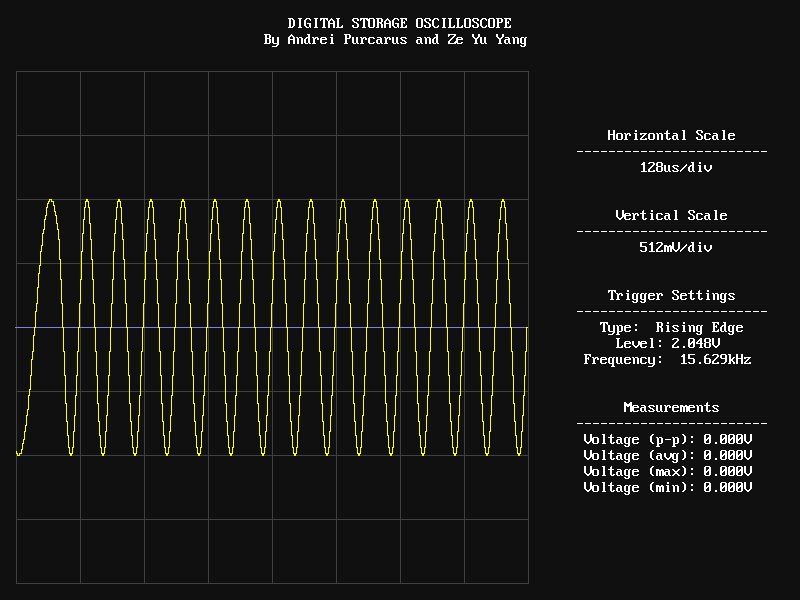 DIGITAL STORAGE OSCILLOSCOPE
By Andrei Purcarus and Ze Yu Yang
Horizontal Scale
------------------------
128us/div
Vertical Scale
------------------------
512mV/div
Trigger Settings
------------------------
Type:  Rising Edge
Level: 2.048V
Frequency:  15.629kHz
Measurements
------------------------
Voltage (p-p): 0.000V
Voltage (avg): 0.000V
Voltage (max): 0.000V
Voltage (min): 0.000V